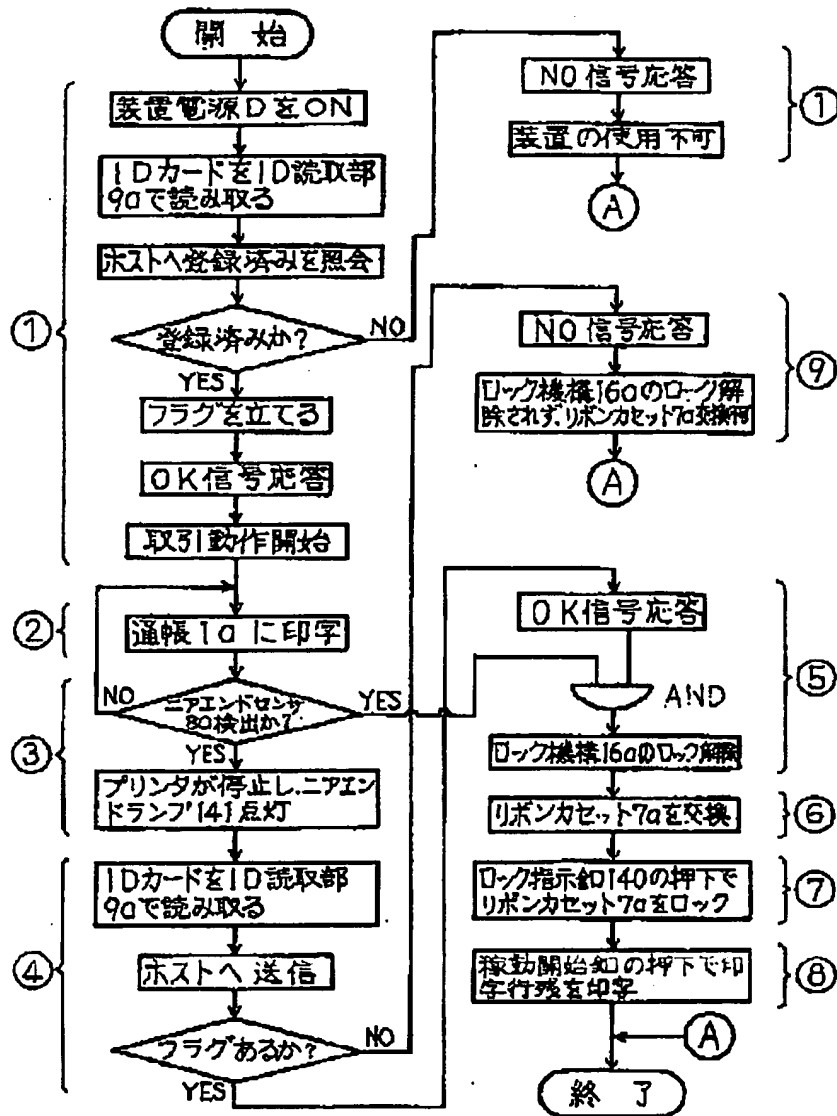 開始
①
装置電源DをON
IDカードをID読取部
9aで読み取る
ホストへ登録済みを照会
登録済みか?
NO
YES
フラグを立てる
OK信号応答
取引動作開始
②
通帳1aに印字
③
ニアエンドセンサ
80検出か?
NO
YES
YES
プリンタが停止し、ニアエン
ドランプ141点灯
④
IDカードをID読取部
9aで読み取る
ホストへ送信
フラグあるか?
NO
YES
NO信号応答
装置の使用不可
①
A
NO信号応答
ロック機構16aのロック解
除されず、リボンカセット7a交換
⑨
A
OK信号応答
AND
⑤
ロック機構16aのロック解除
リボンカセット7aを交換
⑥
ロック指示釦140の押下で
リボンカセット7aをロック
⑦
稼動開始釦の押下で印
字行残を印字
⑧
A
終了